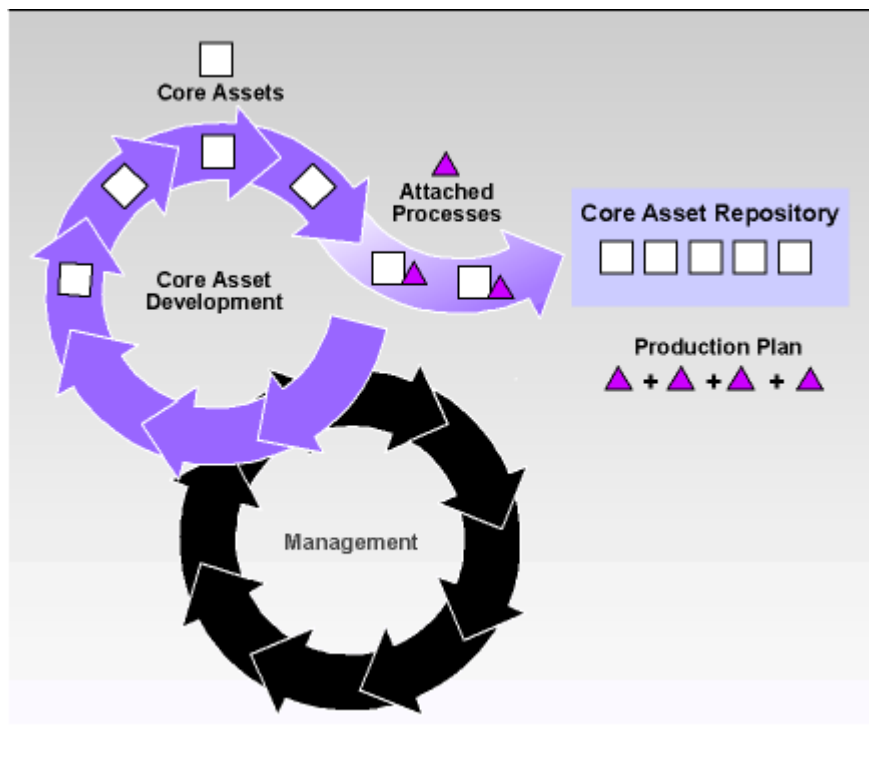 Core Assets
Attached
Processes
Core Asset Repository
Core Asset
Development
Production Plan
+ + +
Management